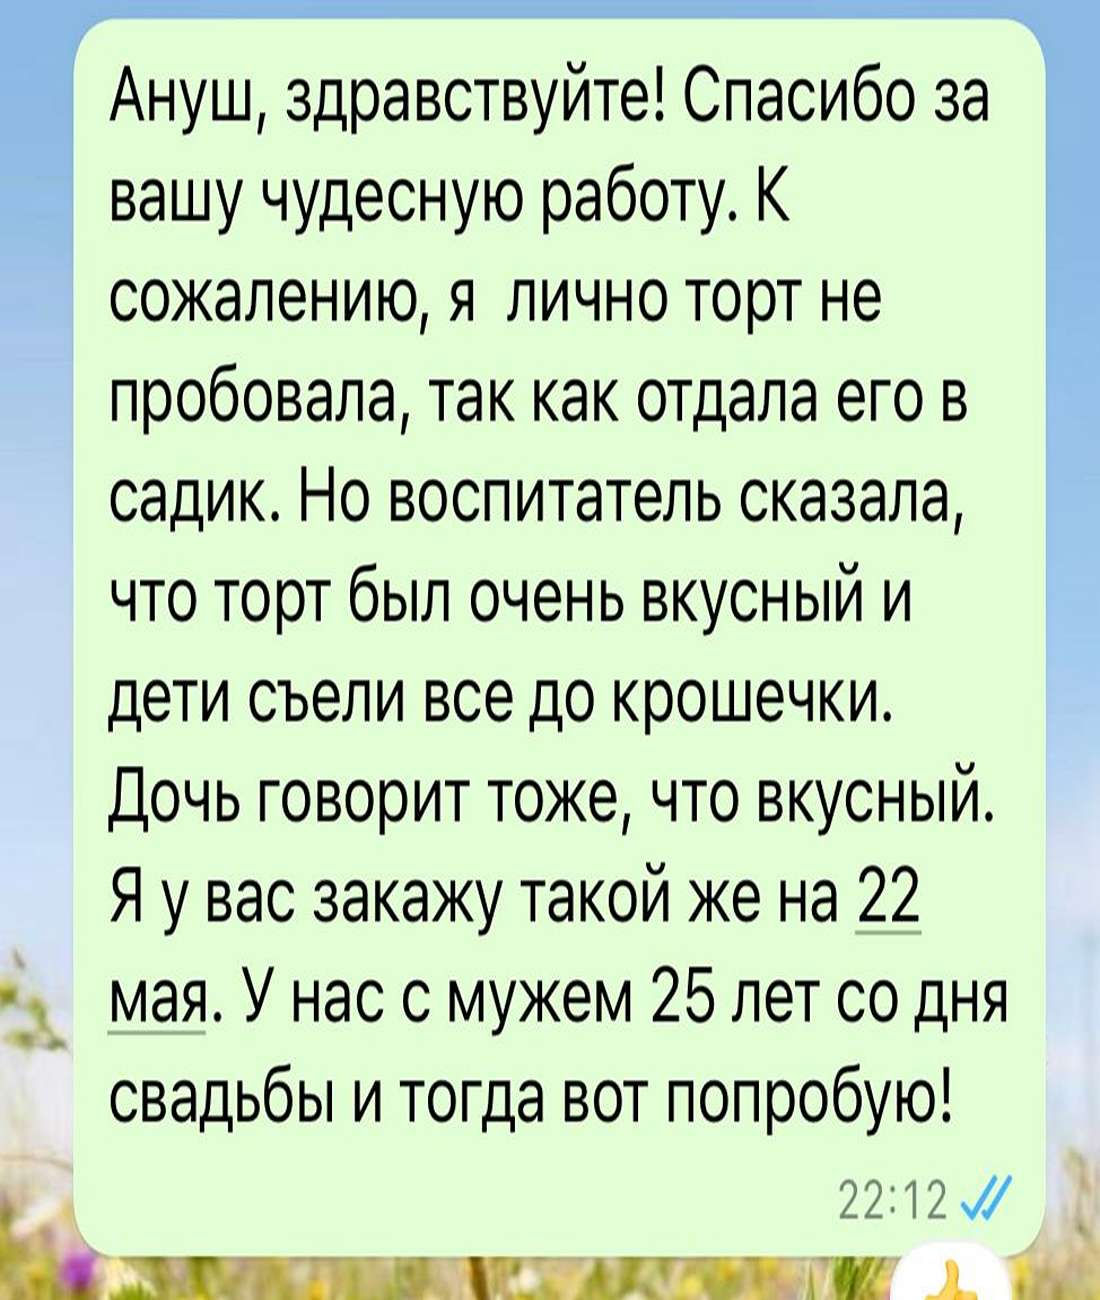 Ануш, здравствуйте! Спасибо за
вашу чудесную работу. К
сожалению, я  лично торт не
пробовала, так как отдала его в
садик. Но воспитатель сказала,
что торт был очень вкусный и
дети съели все до крошечки.
Дочь говорит тоже, что вкусный.
Я у вас закажу такой же на 22
мая. У нас с мужем 25 лет со дня
свадьбы и тогда вот попробую!
22:12